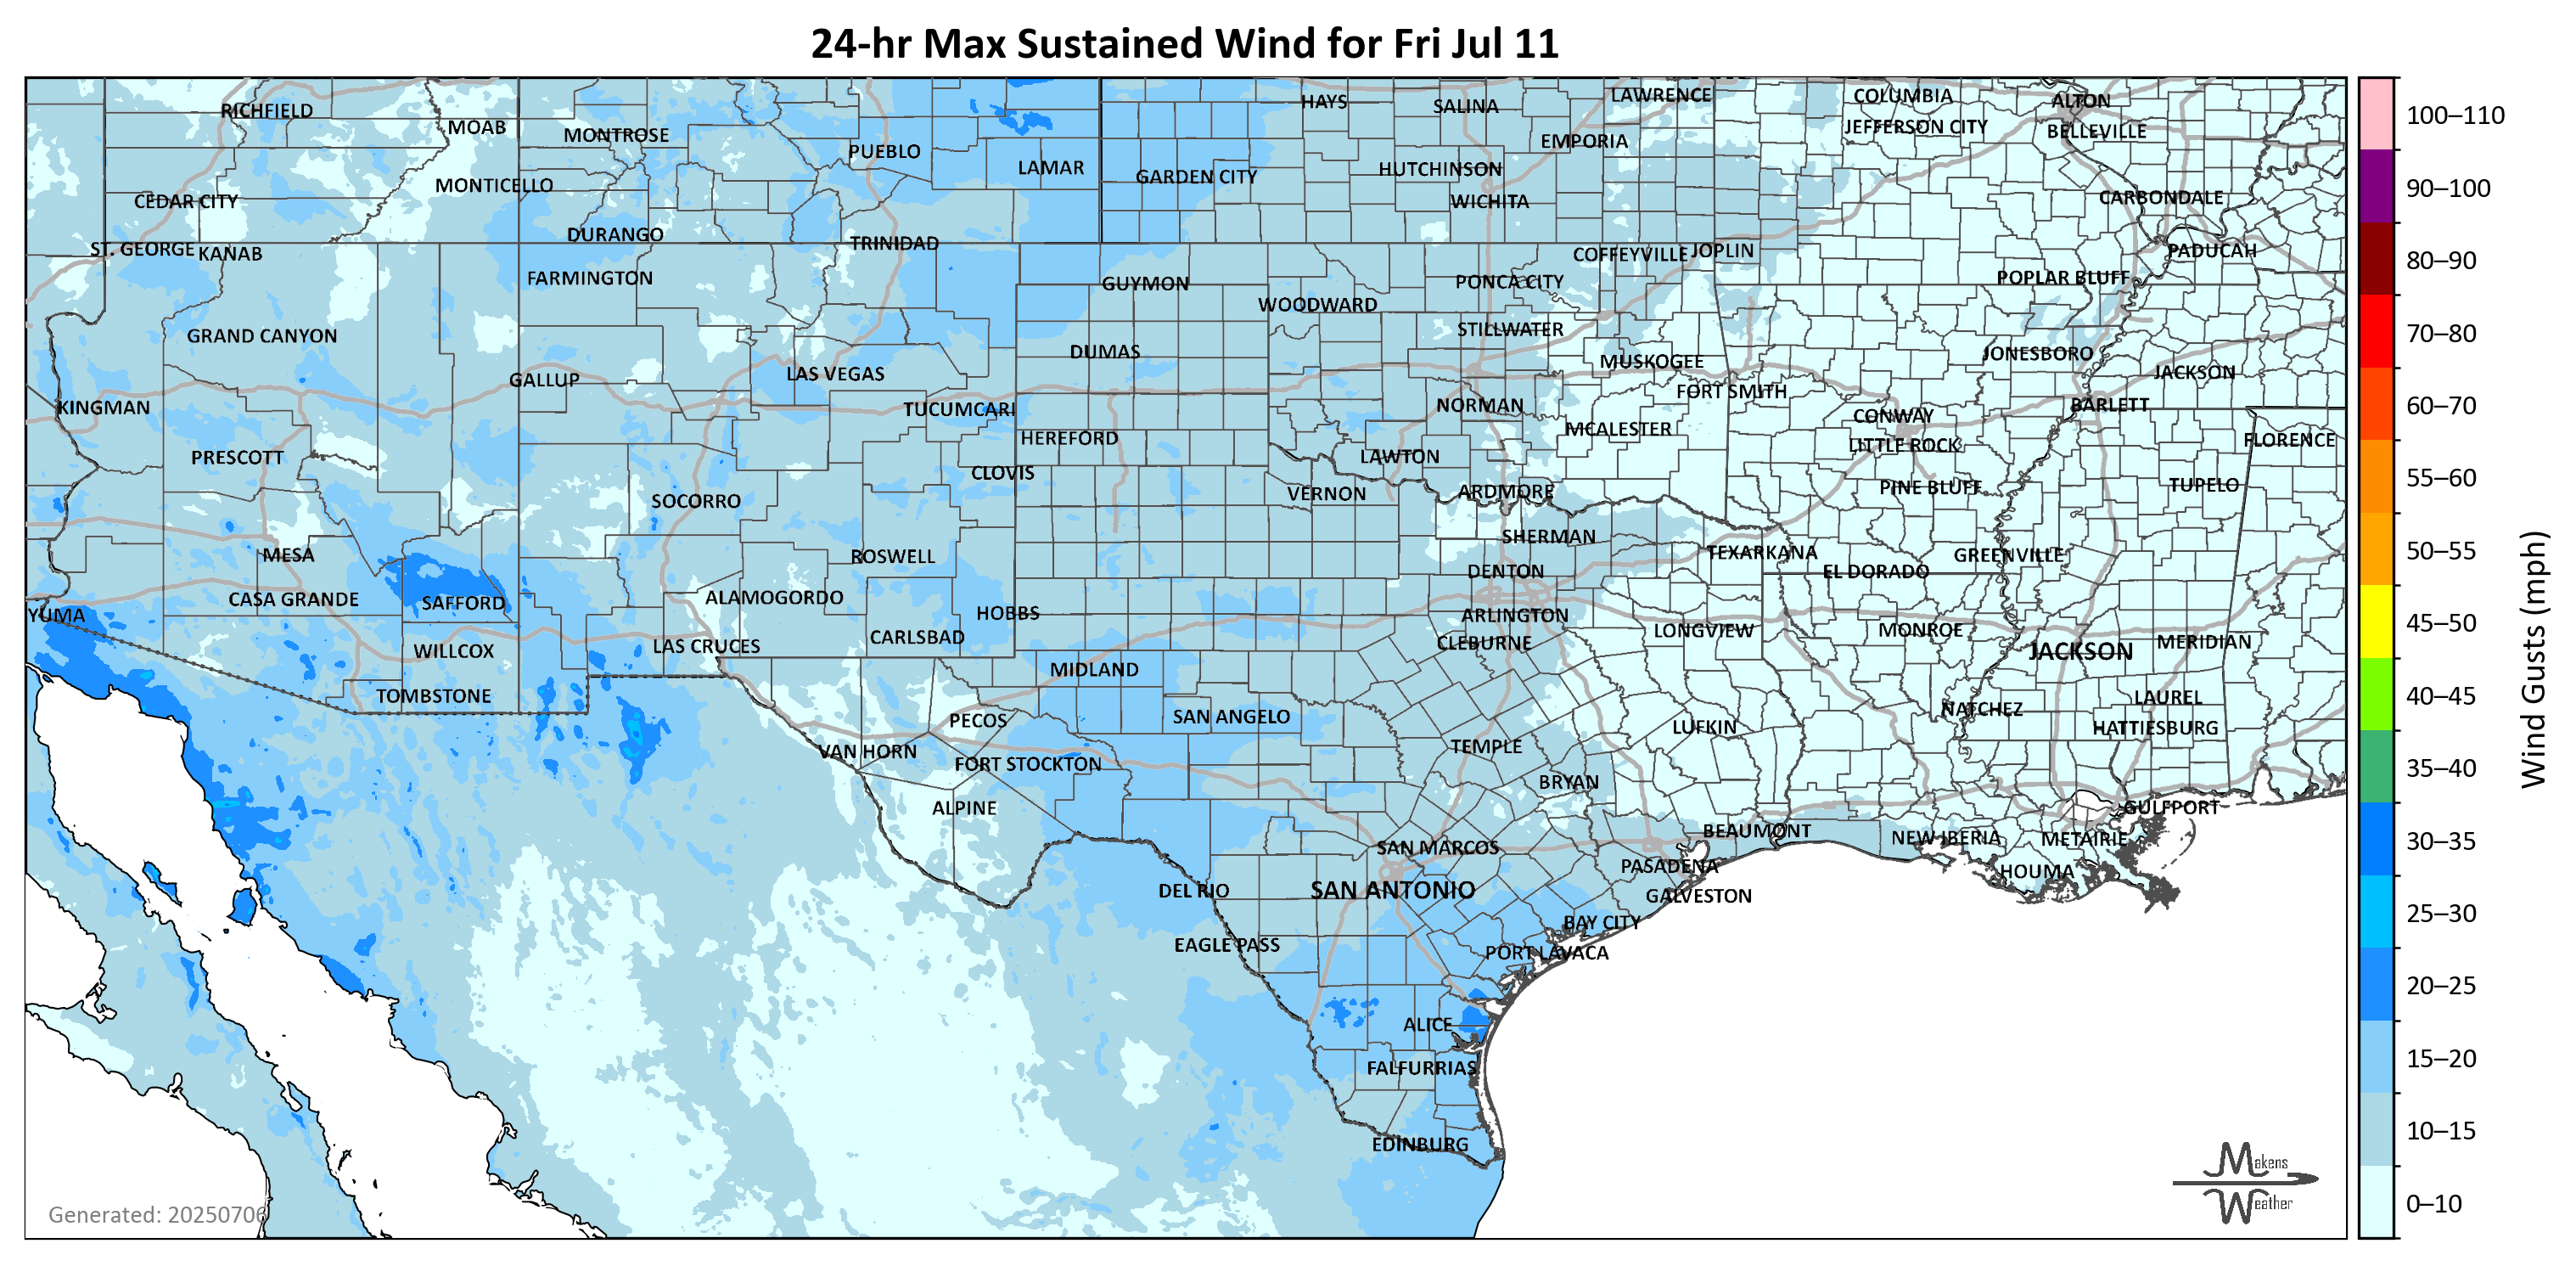 24-hr Max Sustained Wind for Fri Jul 11
RICHFIELD
MOAB
MONTROSE
PUEBLO
LAMAR
GARDEN CITY
HAYS
SALINA
HUTCHINSON
WICHITA
EMPORIA
LAWRENCE
COLUMBIA
JEFFERSON CITY
ALTON
BELLEVILLE
CARBONDALE
CEDAR CITY
MONTICELLO
ST. GEORGE
KANAB
DURANGO
TRINIDAD
FARMINGTON
GUYMON
WOODWARD
PONCA CITY
COFFEYVILLE
JOPLIN
POPLAR BLUFF
PADUCAH
GRAND CANYON
DUMAS
STILLWATER
MUSKOGEE
JONESBORO
JACKSON
GALLUP
LAS VEGAS
KINGMAN
TUCUMCARI
NORMAN
FORT SMITH
CONWAY
BARLETT
HEREFORD
MCALESTER
LITTLE ROCK
FLORENCE
PRESCOTT
CLOVIS
LAWTON
SOCORRO
VERNON
ARDMORE
PINE BLUFF
TUPELO
MESA
ROSWELL
SHERMAN
TEXARKANA
GREENVILLE
DENTON
EL DORADO
YUMA
CASA GRANDE
SAFFORD
ALAMOGORDO
HOBBS
ARLINGTON
CARLSBAD
CLEBURNE
LONGVIEW
MONROE
JACKSON
MERIDIAN
WILLCOX
LAS CRUCES
MIDLAND
TOMBSTONE
PECOS
SAN ANGELO
LAUREL
NATCHEZ
HATTIESBURG
VAN HORN
FORT STOCKTON
TEMPLE
LUFKIN
BRYAN
ALPINE
GULFPORT
SAN MARCOS
BEAUMONT
NEW IBERIA
METAIRIE
PASADENA
HOUMA
DEL RIO
SAN ANTONIO
GALVESTON
BAY CITY
EAGLE PASS
PORT LAVACA
ALICE
FALFURRIAS
EDINBURG
Generated: 20250706
Makens
Weather
100–110
90–100
80–90
70–80
60–70
55–60
50–55
45–50
40–45
35–40
30–35
25–30
20–25
15–20
10–15
0–10
Wind Gusts (mph)